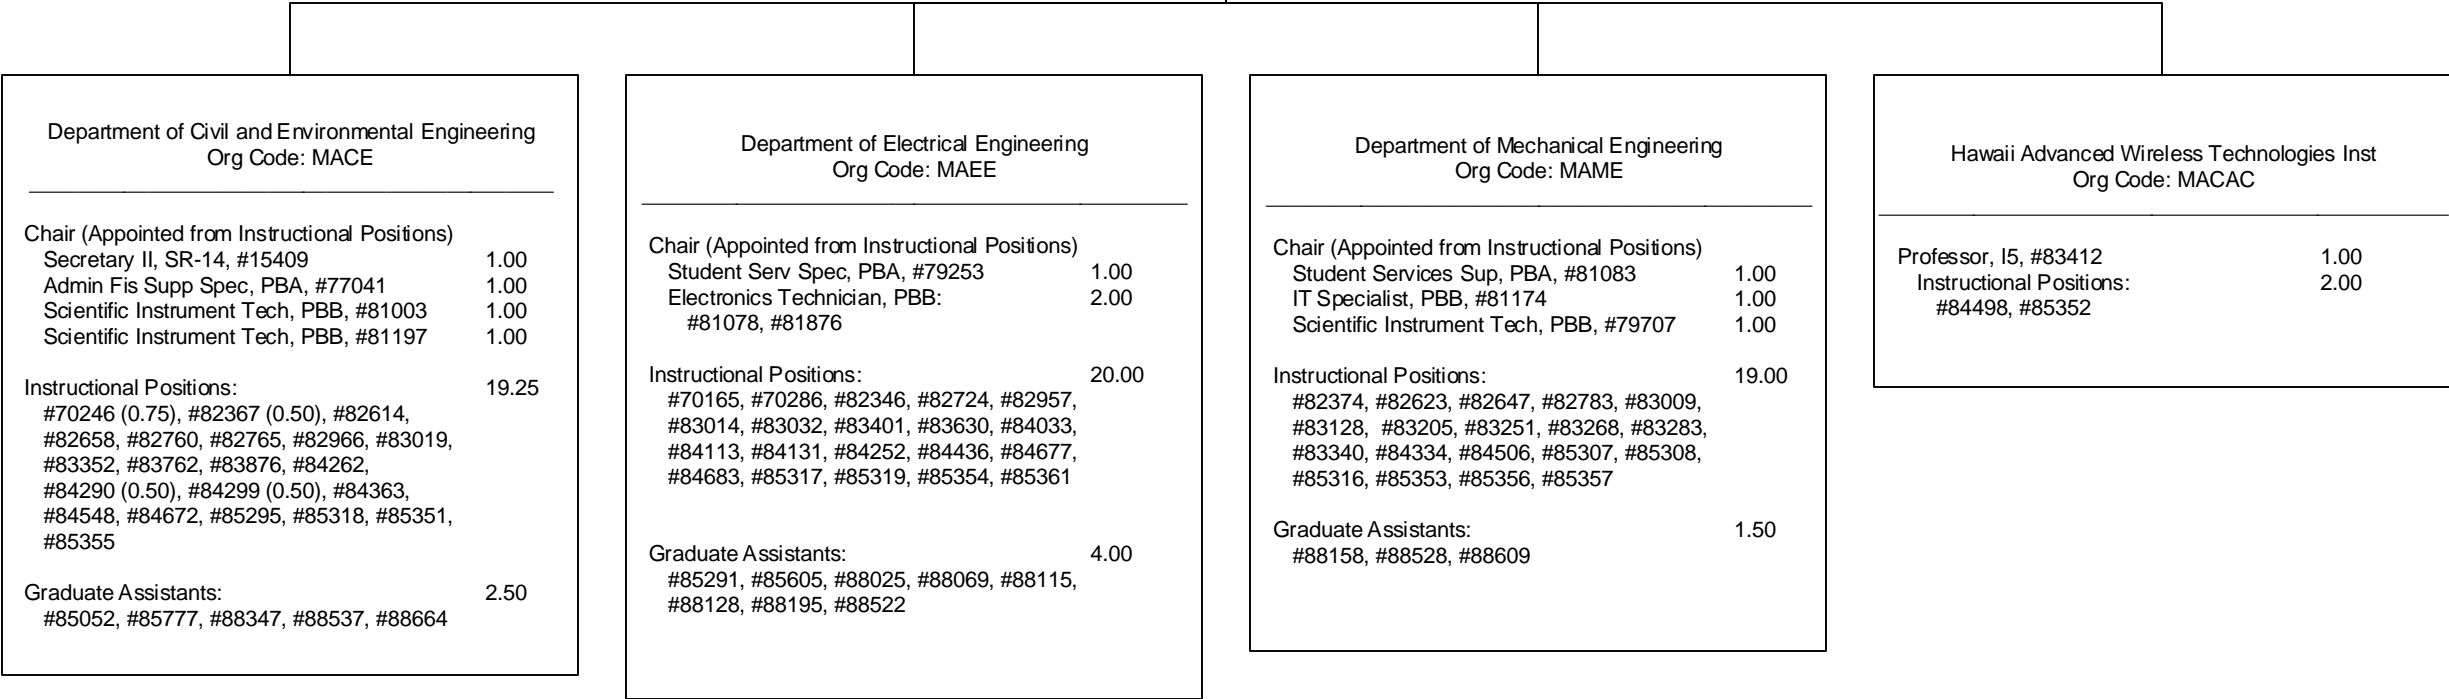 Department of Civil and Environmental Engineering
Org Code: MACE
Chair (Appointed from Instructional Positions)
Secretary II, SR-14, #15409 1.00
Admin Fis Supp Spec, PBA, #77041 1.00
Scientific Instrument Tech, PBB, #81003 1.00
Scientific Instrument Tech, PBB, #81197 1.00
Instructional Positions: 19.25
#70246 (0.75), #82367 (0.50), #82614,
#82658, #82760, #82765, #82966, #83019,
#83352, #83762, #83876, #84262,
#84290 (0.50), #84299 (0.50), #84363,
#84548, #84672, #85295, #85318, #85351,
#85355
Graduate Assistants: 2.50
#85052, #85777, #88347, #88537, #88664
Department of Electrical Engineering
Org Code: MAEE
Chair (Appointed from Instructional Positions)
Student Serv Spec, PBA, #79253 1.00
Electronics Technician, PBB: 2.00
#81078, #81876
Instructional Positions: 20.00
#70165, #70286, #82346, #82724, #82957,
#83014, #83032, #83401, #83630, #84033,
#84113, #84131, #84252, #84436, #84677,
#84683, #85317, #85319, #85354, #85361
Graduate Assistants: 4.00
#85291, #85605, #88025, #88069, #88115,
#88128, #88195, #88522
Department of Mechanical Engineering
Org Code: MAME
Chair (Appointed from Instructional Positions)
Student Services Sup, PBA, #81083 1.00
IT Specialist, PBB, #81174 1.00
Scientific Instrument Tech, PBB, #79707 1.00
Instructional Positions: 19.00
#82374, #82623, #82647, #82783, #83009,
#83128, #83205, #83251, #83268, #83283,
#83340, #84334, #84506, #85307, #85308,
#85316, #85353, #85356, #85357
Graduate Assistants: 1.50
#88158, #88528, #88609
Hawaii Advanced Wireless Technologies Inst
Org Code: MACAC
Professor, I5, #83412 1.00
Instructional Positions: 2.00
#84498, #85352